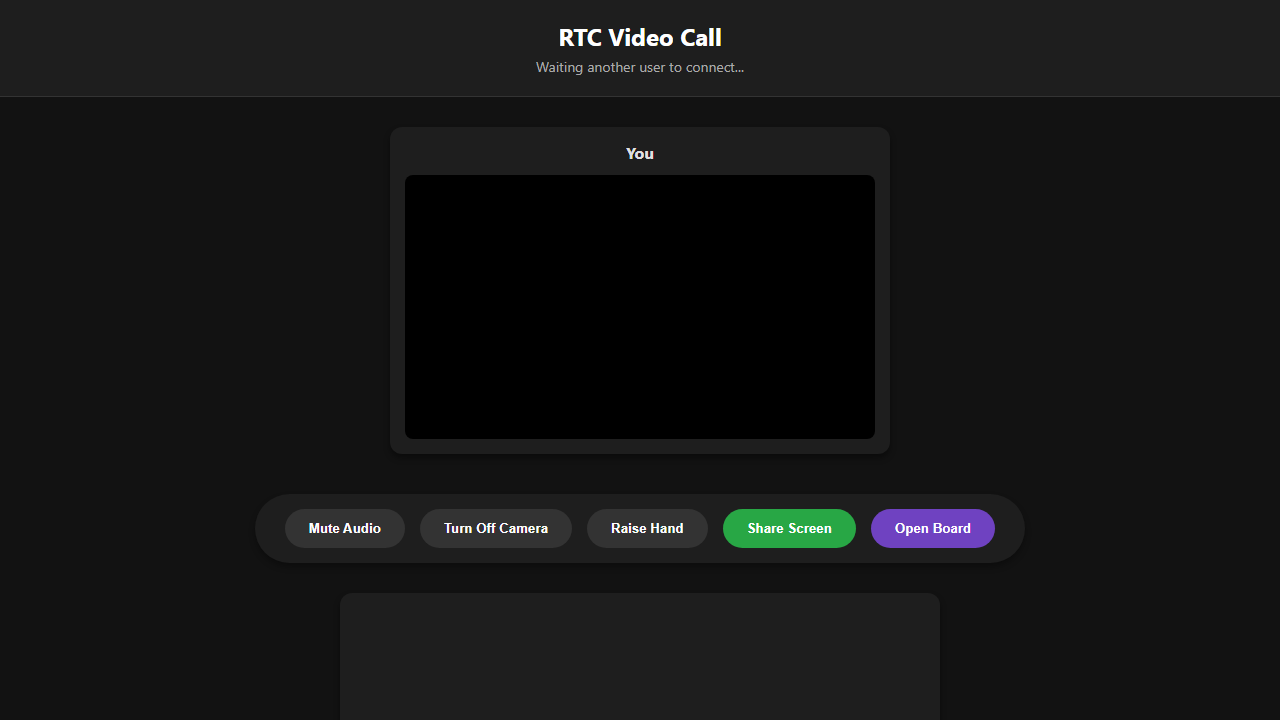 RTC Video Call
Waiting another user to connect...
You
Mute Audio
Turn Off Camera
Raise Hand
Share Screen
Open Board